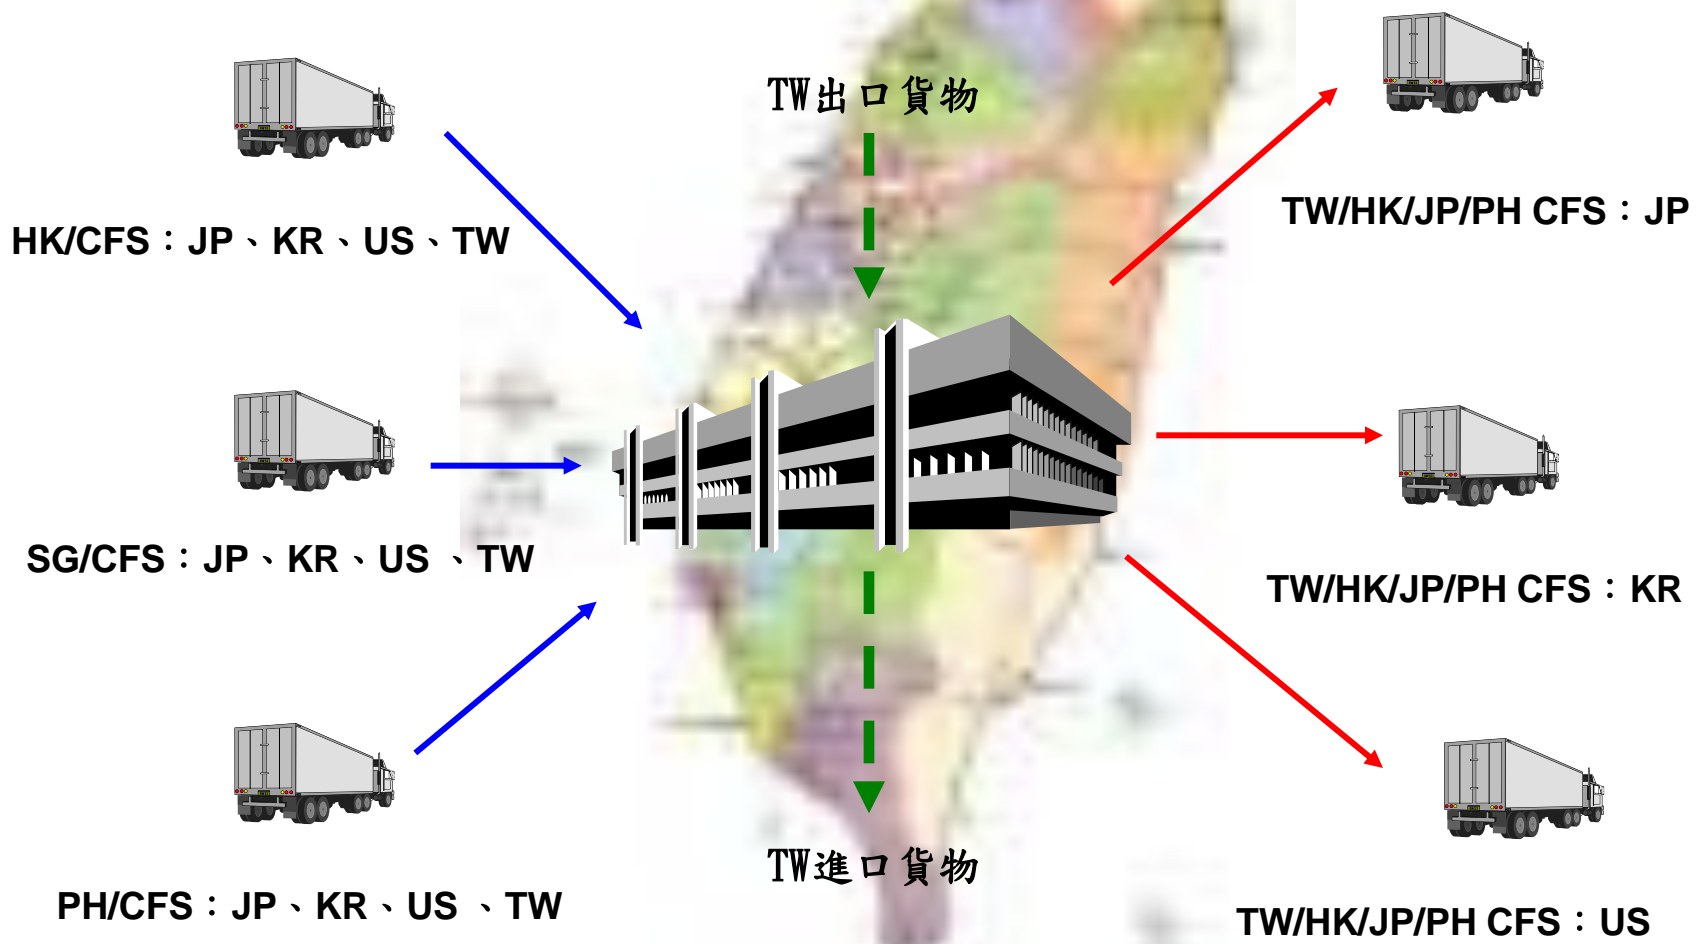 TW出口貨物
TW/HK/JP/PH CFS：JP
HK/CFS：JP、KR、US、TW
SG/CFS：JP、KR、US 、TW
TW/HK/JP/PH CFS：KR
TW進口貨物
PH/CFS：JP、KR、US 、TW
TW/HK/JP/PH CFS：US